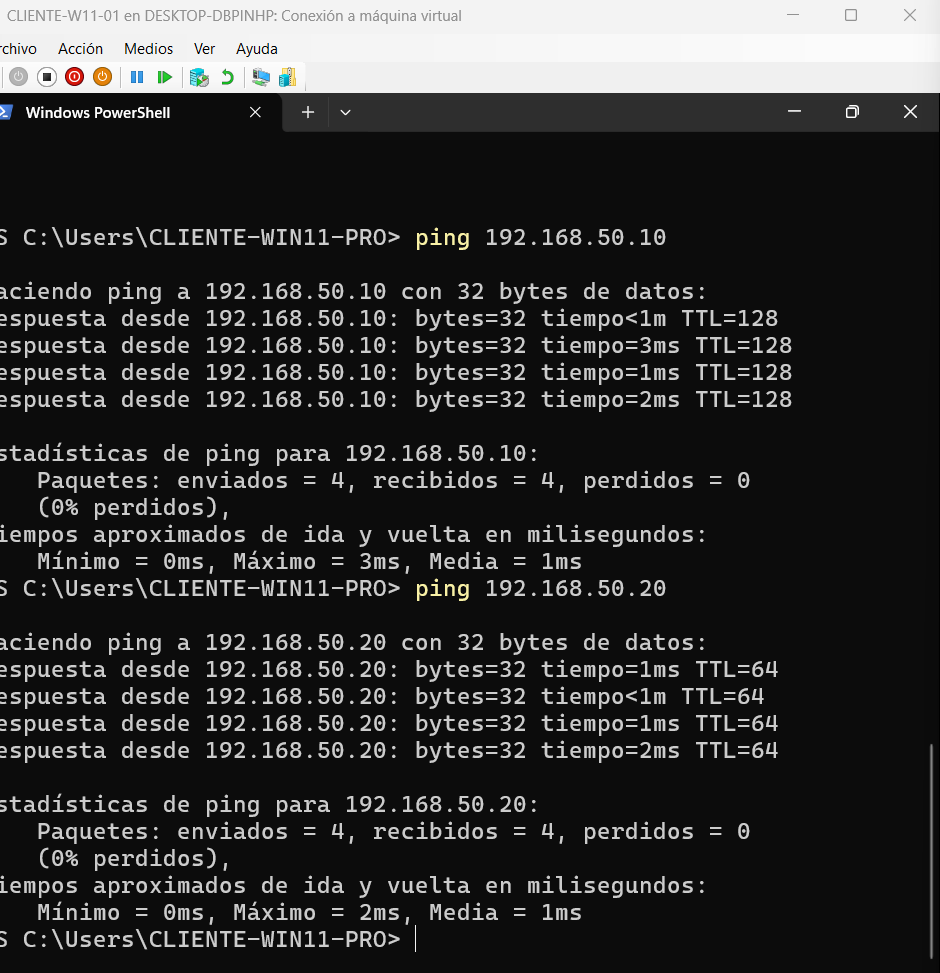 CLIENTE-W11-01 en DESKTOP-DBPINHP: Conexión a máquina virtual
rchivo Acción Medios Ver Ayuda
Windows PowerShell
S C:\Users\CLIENTE-WIN11-PRO> ping 192.168.50.10
aciendo ping a 192.168.50.10 con 32 bytes de datos:
espuesta desde 192.168.50.10: bytes=32 tiempo<1m TTL=128
espuesta desde 192.168.50.10: bytes=32 tiempo=3ms TTL=128
espuesta desde 192.168.50.10: bytes=32 tiempo=1ms TTL=128
espuesta desde 192.168.50.10: bytes=32 tiempo=2ms TTL=128
stadísticas de ping para 192.168.50.10:
Paquetes: enviados = 4, recibidos = 4, perdidos = 0
(0% perdidos),
iempos aproximados de ida y vuelta en milisegundos:
Mínimo = 0ms, Máximo = 3ms, Media = 1ms
S C:\Users\CLIENTE-WIN11-PRO> ping 192.168.50.20
aciendo ping a 192.168.50.20 con 32 bytes de datos:
espuesta desde 192.168.50.20: bytes=32 tiempo=1ms TTL=64
espuesta desde 192.168.50.20: bytes=32 tiempo<1m TTL=64
espuesta desde 192.168.50.20: bytes=32 tiempo=1ms TTL=64
espuesta desde 192.168.50.20: bytes=32 tiempo=2ms TTL=64
stadísticas de ping para 192.168.50.20:
Paquetes: enviados = 4, recibidos = 4, perdidos = 0
(0% perdidos),
iempos aproximados de ida y vuelta en milisegundos:
Mínimo = 0ms, Máximo = 2ms, Media = 1ms
S C:\Users\CLIENTE-WIN11-PRO>